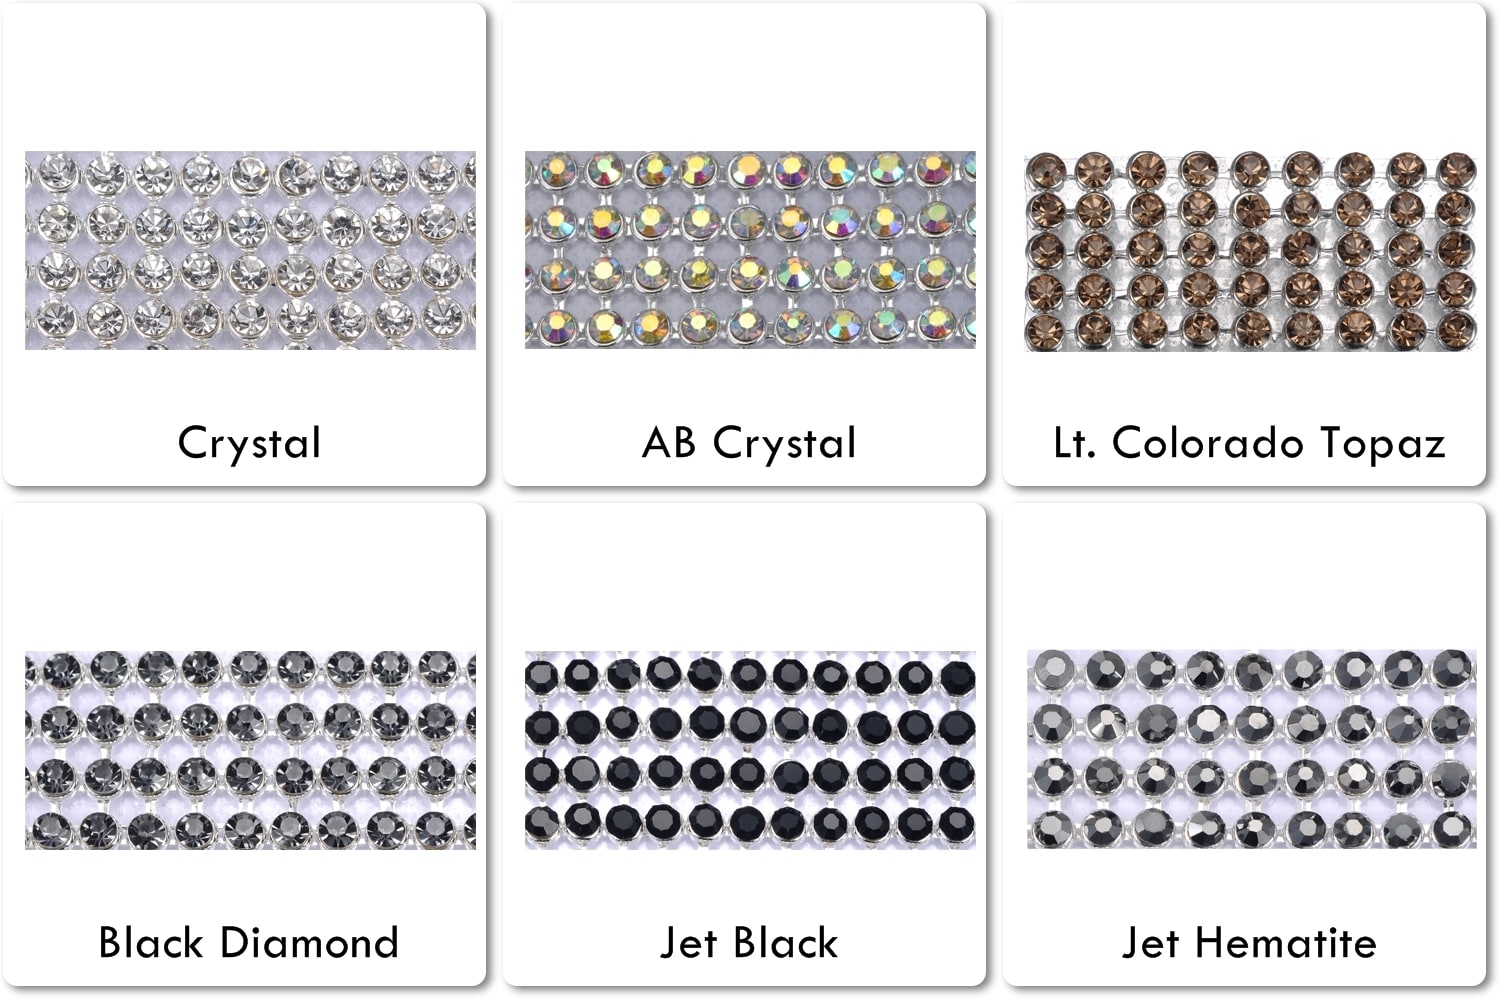 Crystal
AB Crystal
Lt. Colorado Topaz
Black Diamond
Jet Black
Jet Hematite